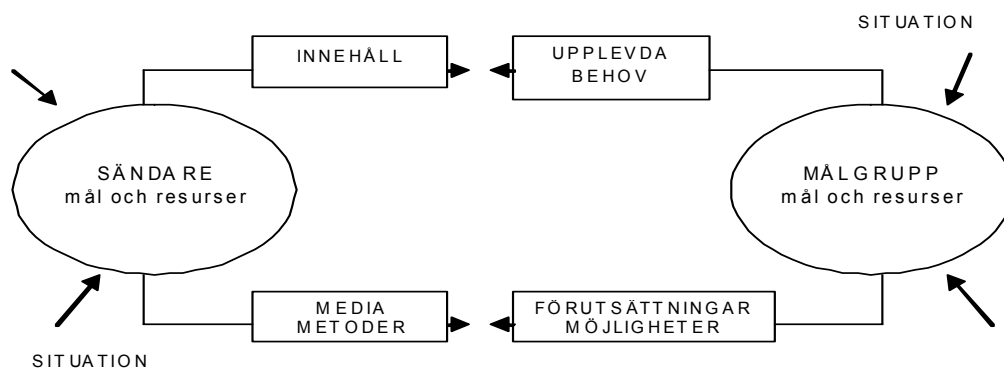 SITUATION
INNEHÅLL
UPPLEVDA
BEHOV
SÄNDARE
mål och resurser
MÅLGRUPP
mål och resurser
MEDIA
METODER
FÖRUTSÄTTNINGAR
MÖJLIGHETER
SITUATION